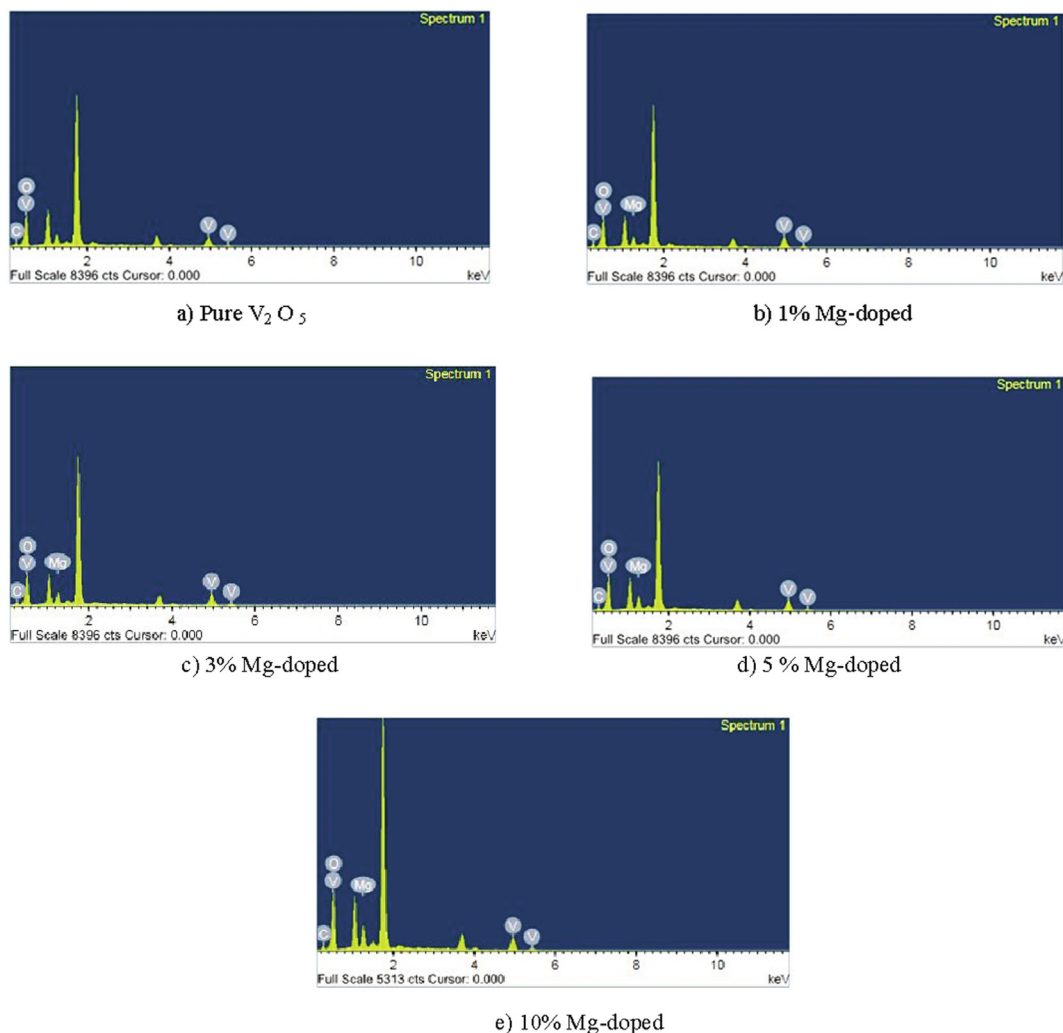 Spectrum 1
O
V
C
V
V
2 4 6 8 10
Full Scale 8396 cts Cursor: 0.000 keV
a) Pure V₂ O ₅
Spectrum 1
O
V
Mg
C
V
V
2 4 6 8 10
Full Scale 8396 cts Cursor: 0.000 keV
b) 1% Mg-doped
Spectrum 1
O
V
Mg
C
V
V
2 4 6 8 10
Full Scale 8396 cts Cursor: 0.000 keV
c) 3% Mg-doped
Spectrum 1
O
V
Mg
C
V
V
2 4 6 8 10
Full Scale 8396 cts Cursor: 0.000 keV
d) 5 % Mg-doped
Spectrum 1
O
V
Mg
C
V
V
2 4 6 8 10
Full Scale 5313 cts Cursor: 0.000 keV
e) 10% Mg-doped